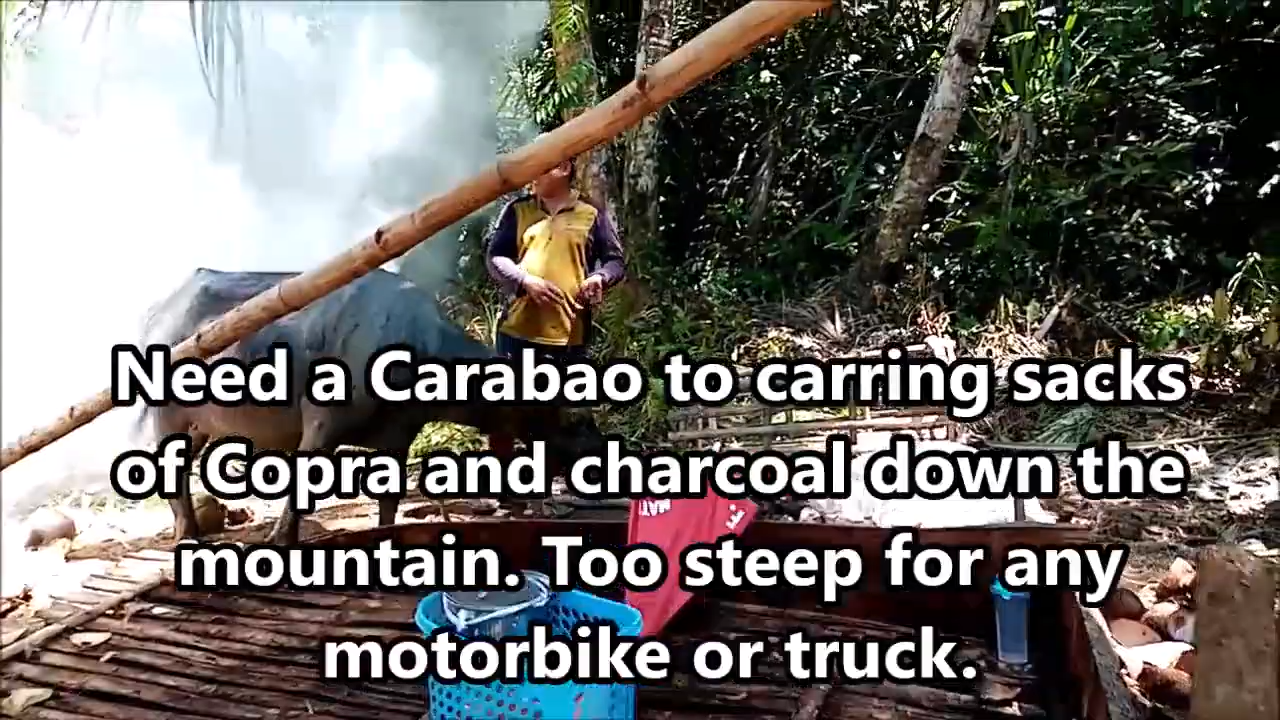 Need a Carabao to carring sacks
of Copra and charcoal down the
mountain. Too steep for any
motorbike or truck.